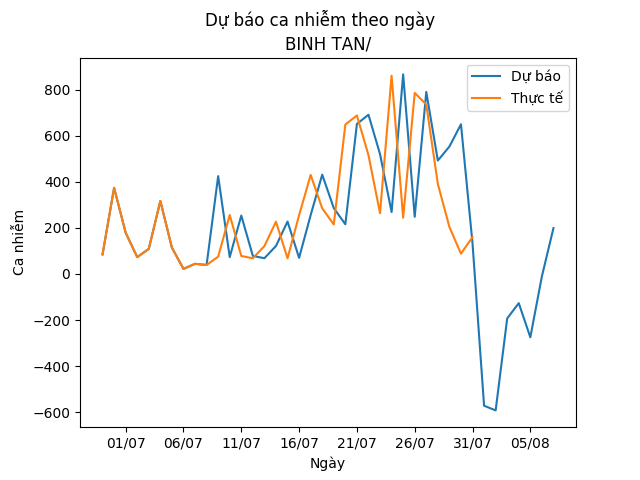 Dự báo ca nhiễm theo ngày
BINH TAN/
Dự báo
Thực tế
Ca nhiễm
800
600
400
200
0
−200
−400
−600
01/07 06/07 11/07 16/07 21/07 26/07 31/07 05/08
Ngày